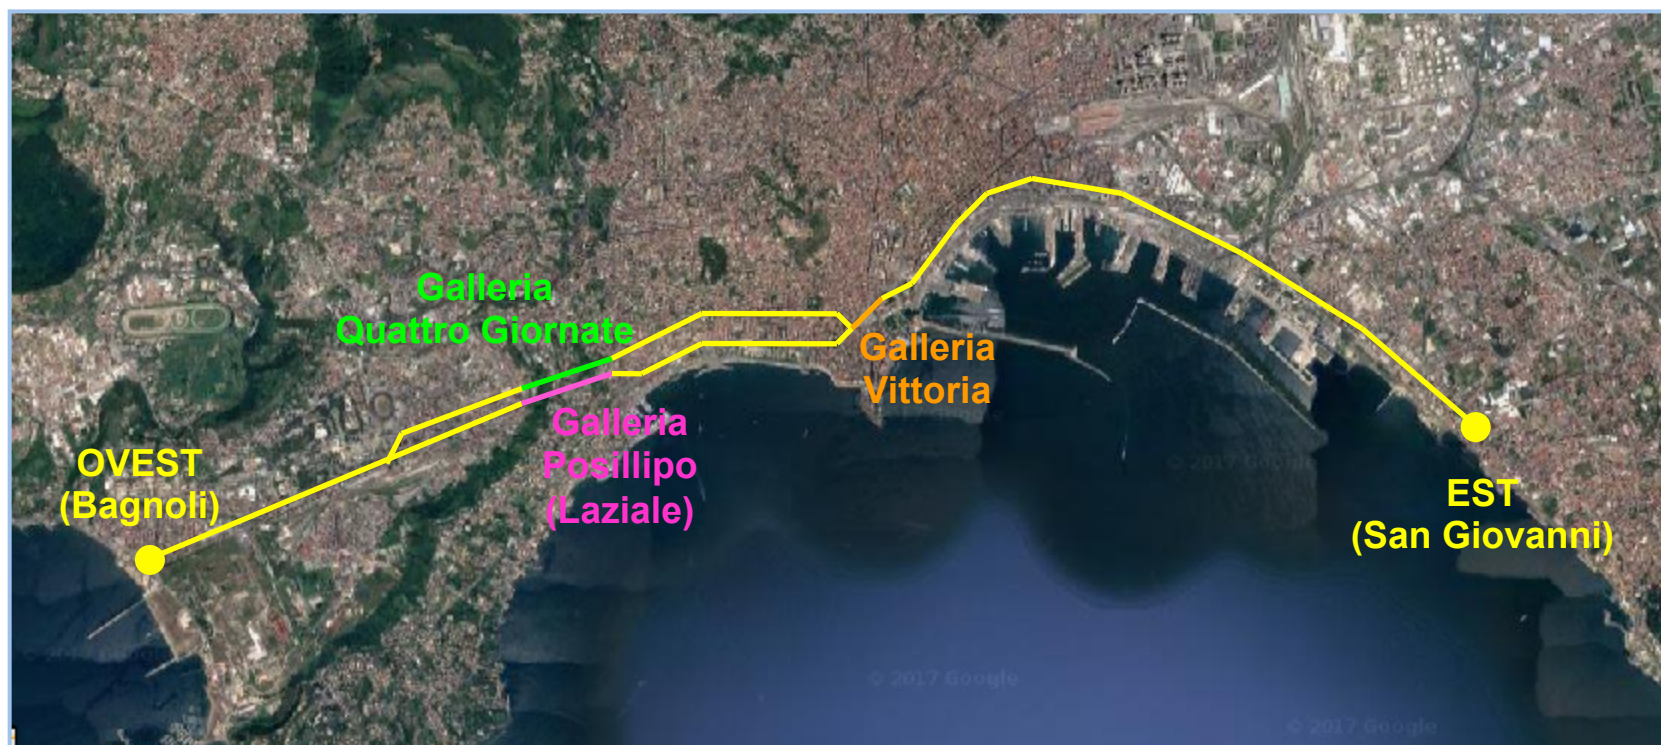 Galleria
Quattro Giornate
Galleria
Vittoria
Galleria
Posillipo
(Laziale)
OVEST
(Bagnoli)
EST
(San Giovanni)
© 2017 Google
© 2017 Google
© 2017 Google